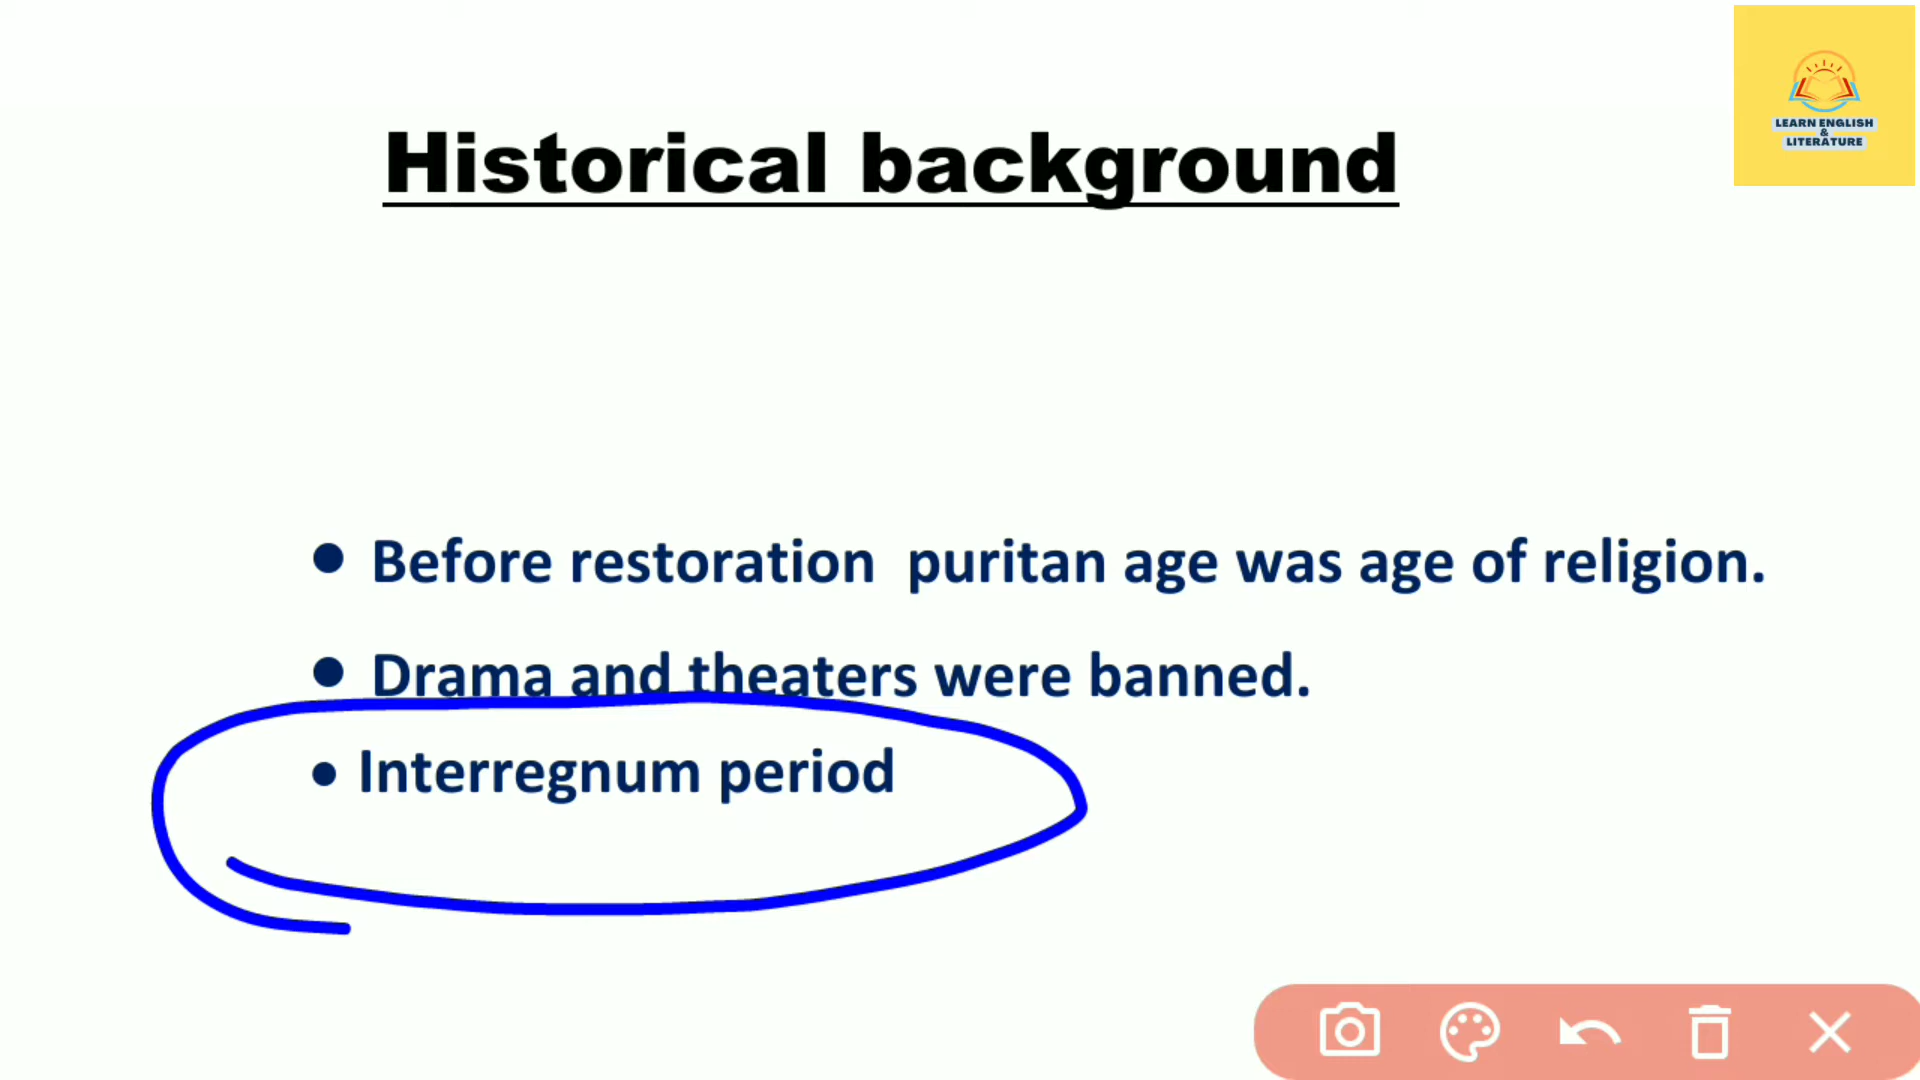 LEARN ENGLISH
&
LITERATURE
Historical background
• Before restoration puritan age was age of religion.
• Drama and theaters were banned.
• Interregnum period